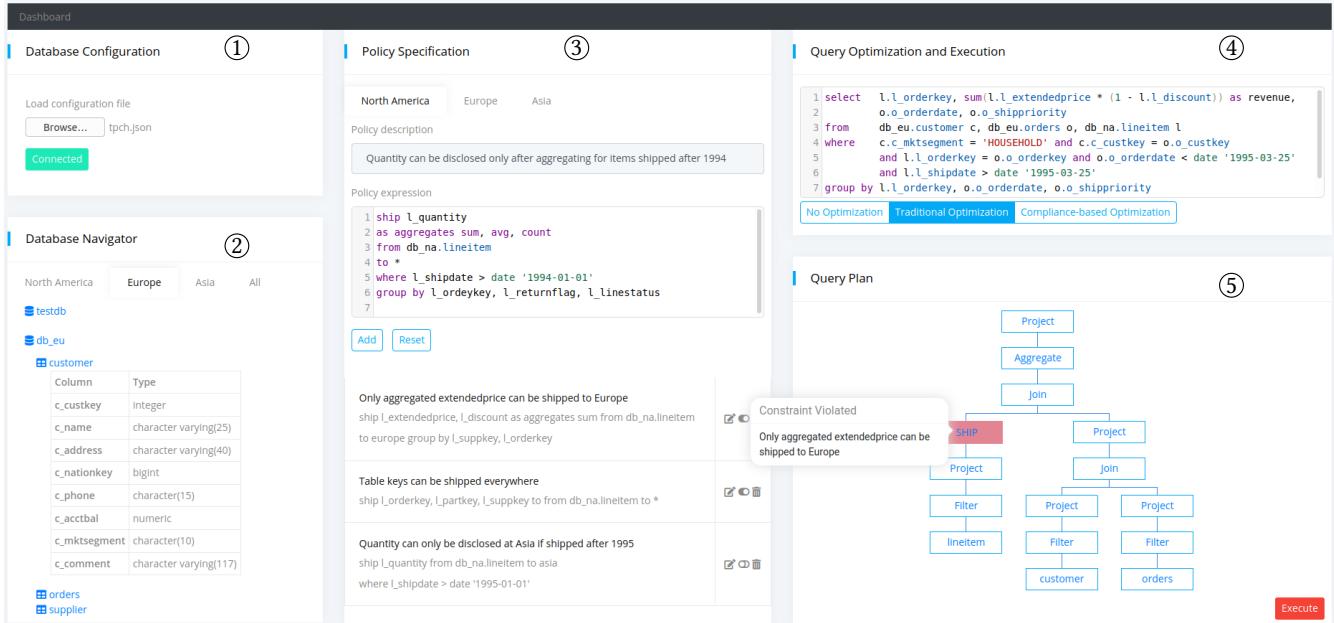 Dashboard
Database Configuration
①
Load configuration file
Browse... tpch.json
Connected
Database Navigator
②
North America Europe Asia All
testdb
db_eu
customer
Column Type
c_custkey integer
c_name character varying(25)
c_address character varying(40)
c_nationkey bigint
c_phone character(15)
c_acctbal numeric
c_mktsegment character(10)
c_comment character varying(117)
orders
supplier
Policy Specification
③
North America Europe Asia
Policy description
Quantity can be disclosed only after aggregating for items shipped after 1994
Policy expression
1 ship l_quantity
2 as aggregates sum, avg, count
3 from db_na.lineitem
4 to *
5 where l_shipdate > date '1994-01-01'
6 group by l_ordeykey, l_returnflag, l_linestatus
7
Add Reset
Only aggregated extendedprice can be shipped to Europe
ship l_extendedprice, l_discount as aggregates sum from db_na.lineitem
to europe group by l_suppkey, l_orderkey
Table keys can be shipped everywhere
ship l_orderkey, l_partkey, l_suppkey to from db_na.lineitem to *
Quantity can only be disclosed at Asia if shipped after 1995
ship l_quantity from db_na.lineitem to asia
where l_shipdate > date '1995-01-01'
Query Optimization and Execution
④
1 select l.l_orderkey, sum(l.l_extendedprice * (1 - l.l_discount)) as revenue,
2 o.o_orderdate, o.o_shippriority
3 from db_eu.customer c, db_eu.orders o, db_na.lineitem l
4 where c.c_mktsegment = 'HOUSEHOLD' and c.c_custkey = o.o_custkey
5 and l.l_orderkey = o.o_orderkey and o.o_orderdate < date '1995-03-25'
6 and l.l_shipdate > date '1995-03-25'
7 group by l.l_orderkey, o.o_orderdate, o.o_shippriority
No Optimization Traditional Optimization Compliance-based Optimization
Query Plan
⑤
Project
Aggregate
Join
Constraint Violated
Only aggregated extendedprice can be
shipped to Europe
SHIP Project
Project Join
Filter Project Project
lineitem Filter Filter
customer orders
Execute